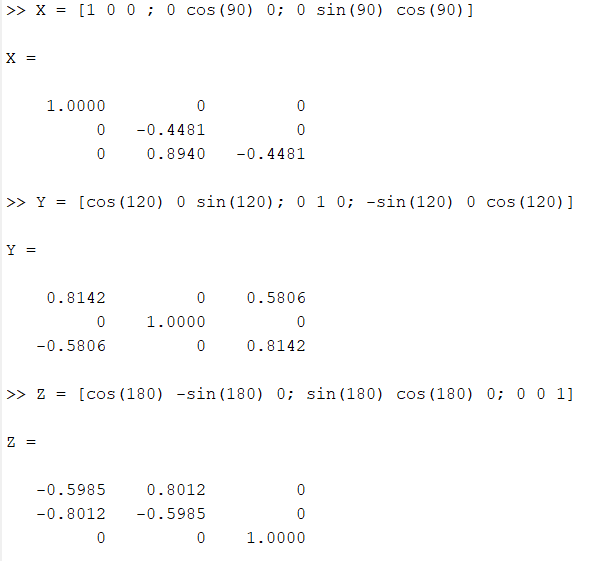 >> X = [1 0 0 ; 0 cos(90) 0; 0 sin(90) cos(90)]
X =
1.0000 0 0
0 -0.4481 0
0 0.8940 -0.4481
>> Y = [cos(120) 0 sin(120); 0 1 0; -sin(120) 0 cos(120)]
Y =
0.8142 0 0.5806
0 1.0000 0
-0.5806 0 0.8142
>> Z = [cos(180) -sin(180) 0; sin(180) cos(180) 0; 0 0 1]
Z =
-0.5985 0.8012 0
-0.8012 -0.5985 0
0 0 1.0000